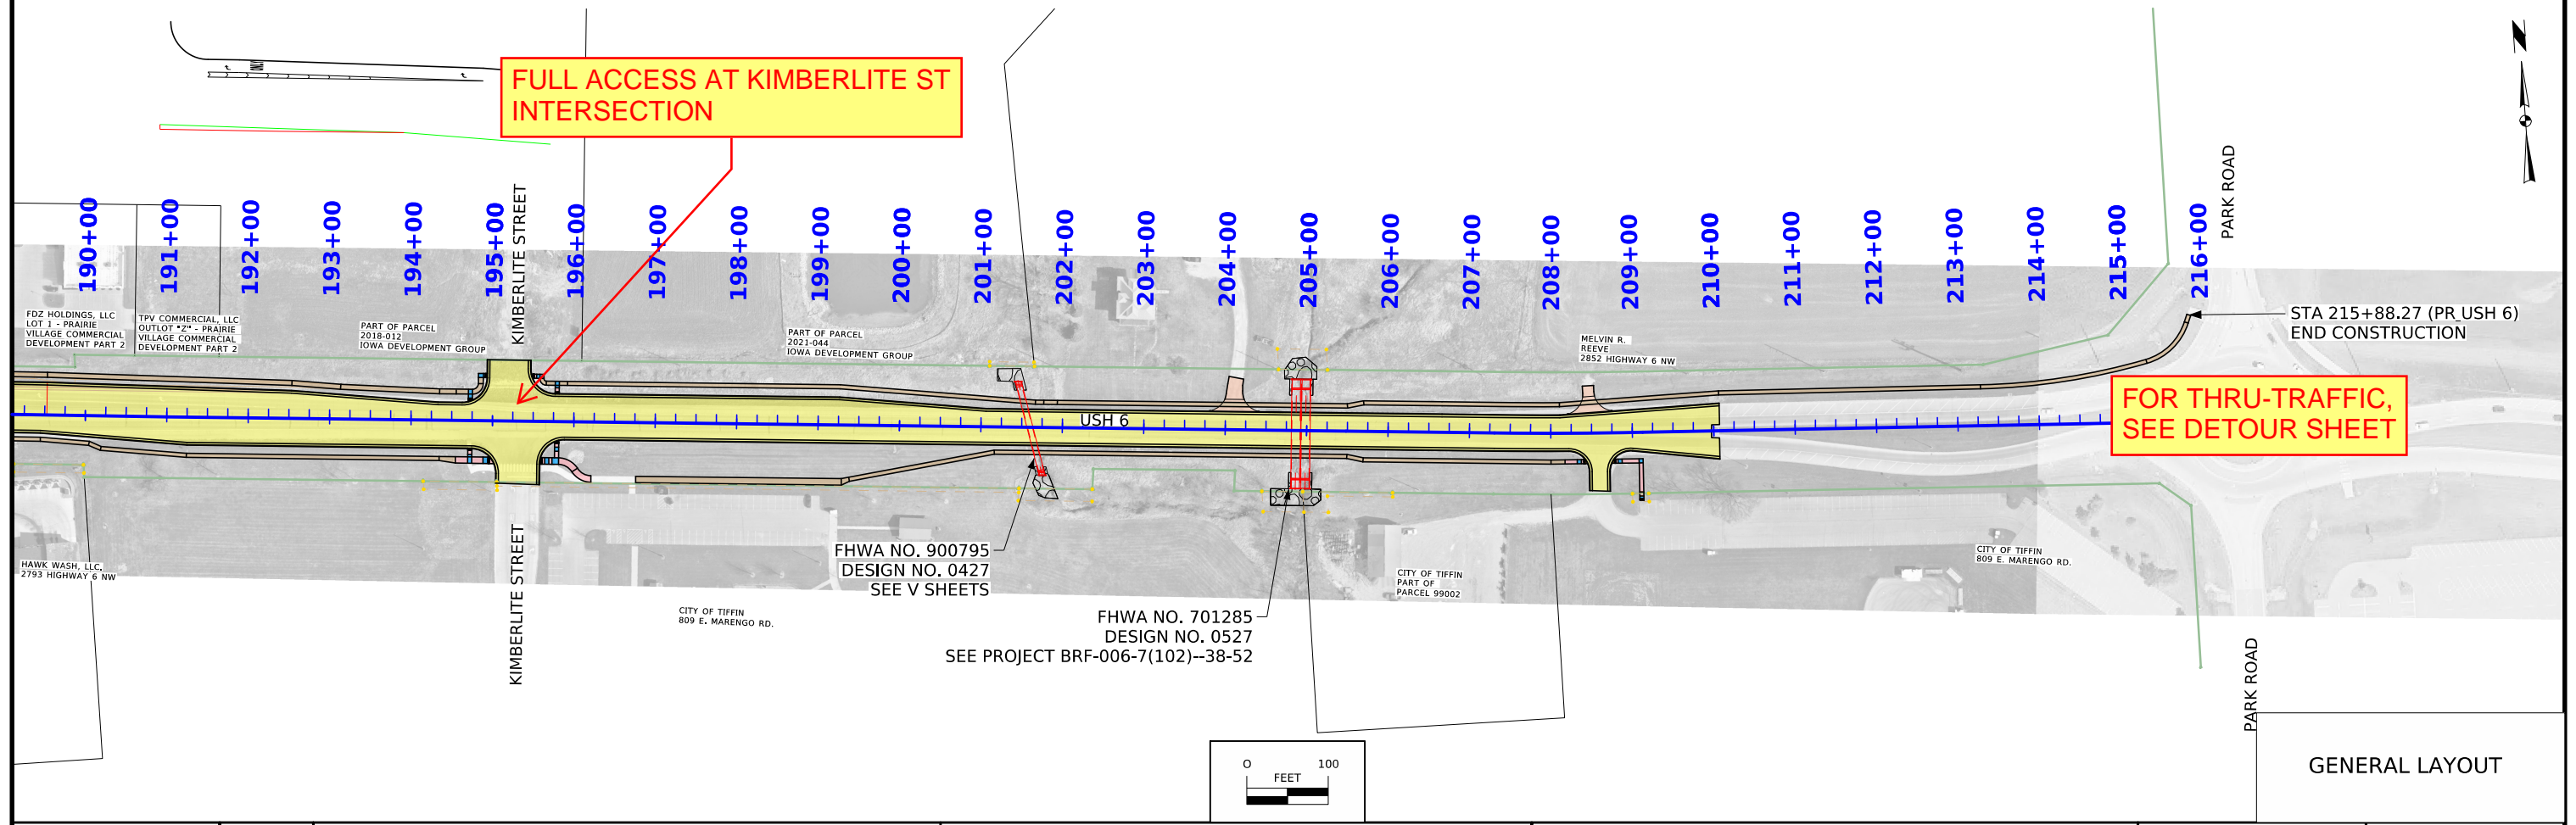 FULL ACCESS AT KIMBERLITE ST
INTERSECTION
N
PARK ROAD
190+00
191+00
192+00
193+00
194+00
195+00
KIMBERLITE STREET
196+00
197+00
198+00
199+00
200+00
201+00
202+00
203+00
204+00
205+00
206+00
207+00
208+00
209+00
210+00
211+00
212+00
213+00
214+00
215+00
216+00
FDZ HOLDINGS, LLC
LOT 1 - PRAIRIE
VILLAGE COMMERCIAL
DEVELOPMENT PART 2
TPV COMMERCIAL, LLC
OUTLOT "Z" - PRAIRIE
VILLAGE COMMERCIAL
DEVELOPMENT PART 2
PART OF PARCEL
2018-012
IOWA DEVELOPMENT GROUP
PART OF PARCEL
2021-044
IOWA DEVELOPMENT GROUP
MELVIN R.
REEVE
2852 HIGHWAY 6 NW
STA 215+88.27 (PR_USH 6)
END CONSTRUCTION
FOR THRU-TRAFFIC,
SEE DETOUR SHEET
USH 6
HAWK WASH, LLC,
2793 HIGHWAY 6 NW
KIMBERLITE STREET
FHWA NO. 900795
DESIGN NO. 0427
SEE V SHEETS
CITY OF TIFFIN
809 E. MARENGO RD.
FHWA NO. 701285
DESIGN NO. 0527
SEE PROJECT BRF-006-7(102)--38-52
CITY OF TIFFIN
PART OF
PARCEL 99002
CITY OF TIFFIN
809 E. MARENGO RD.
PARK ROAD
0 100
FEET
GENERAL LAYOUT